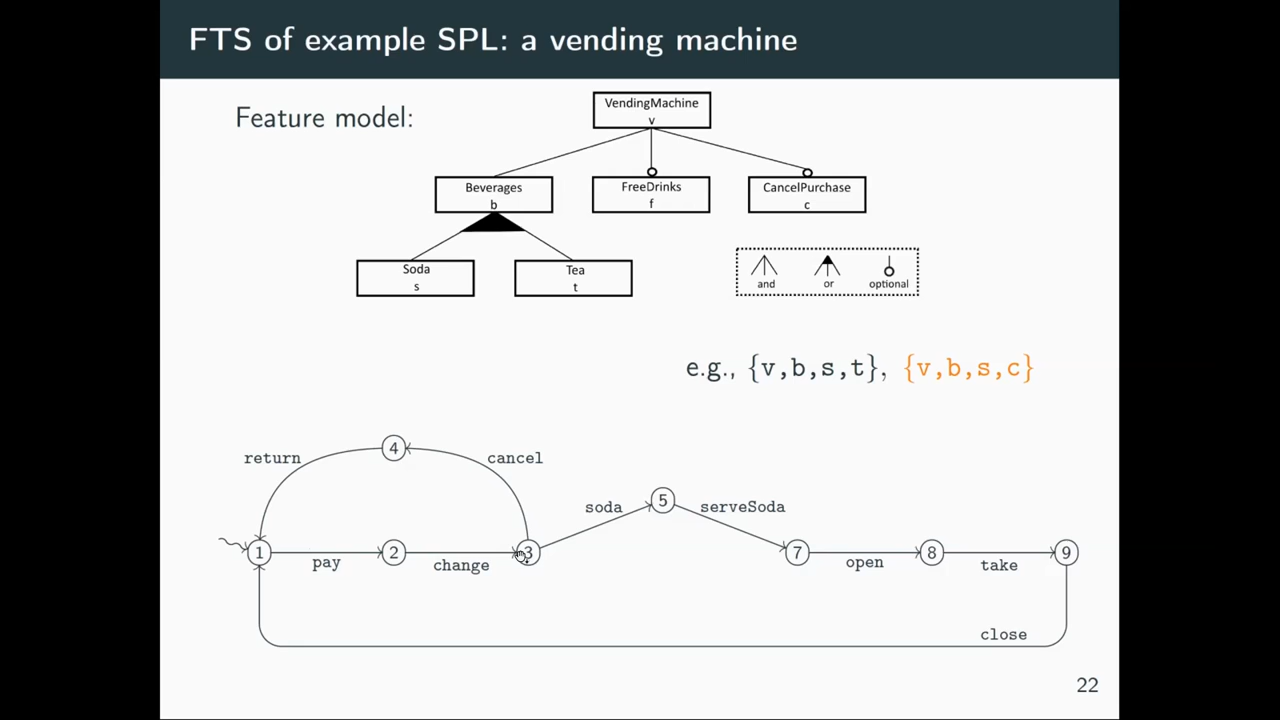 FTS of example SPL: a vending machine
Feature model:
VendingMachine
v
Beverages
b
FreeDrinks
f
CancelPurchase
c
Soda
s
Tea
t
and
or
optional
e.g., {v,b,s,t}, {v,b,s,c}
4
return
cancel
5
soda
serveSoda
1
pay
2
change
3
7
open
8
take
9
close
22